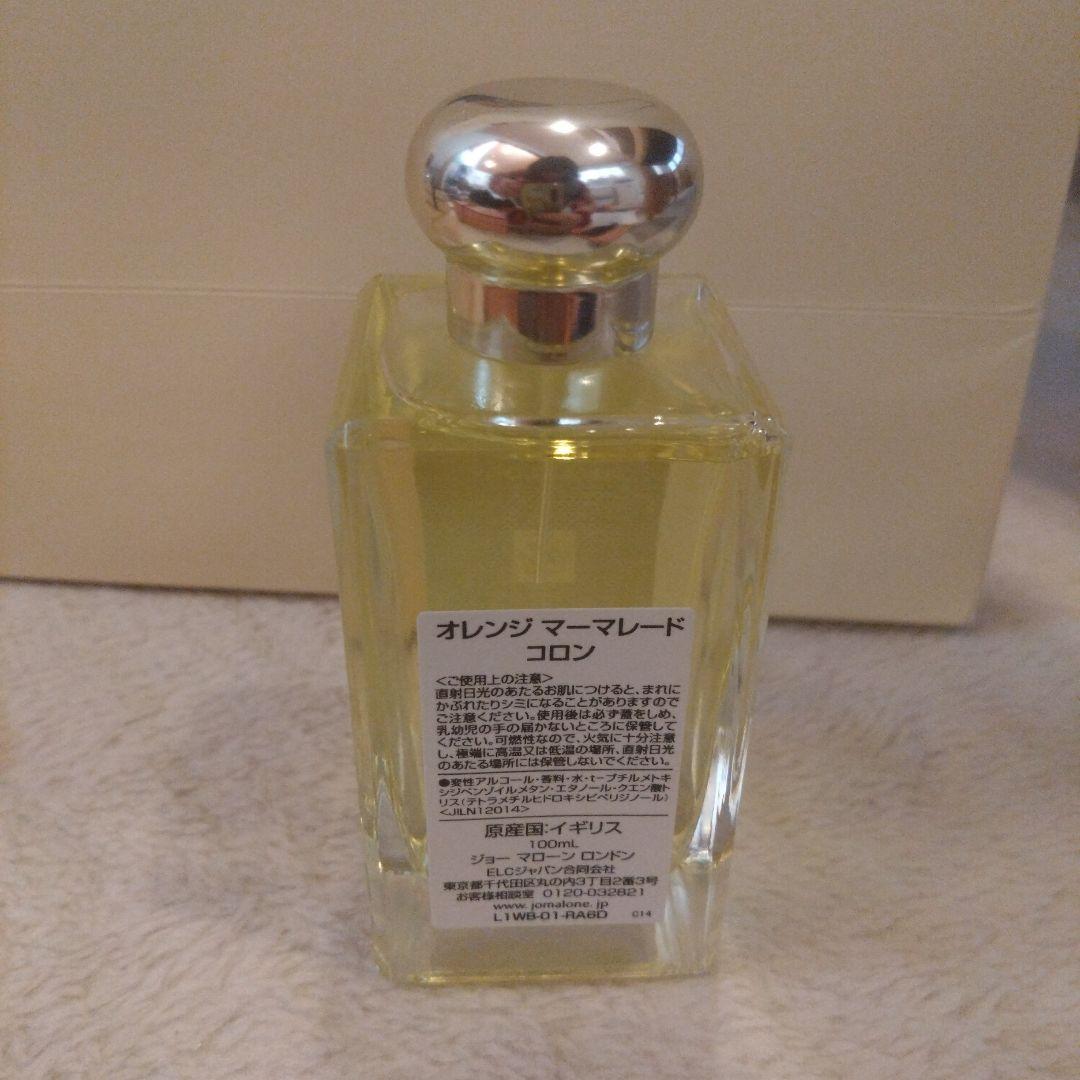 オレンジ マーマレード
コロン
<ご使用上の注意>
直射日光のあたるお肌につけると、まれに
かぶれたりシミになることがありますので
ご注意ください。使用後は必ず蓋をしめ、
乳幼児の手の届かないところに保管して
ください。可燃性なので、火気に十分注意
し、極端に高温又は低温の場所、直射日光
のあたる場所には保管しないでください。
●変性アルコール・香料・水・t-ブチルメトキ
シジベンゾイルメタン・エタノール・クエン酸ト
リス(テトラメチルヒドロキシピペリジノール)
<JILN12014>
原産国:イギリス
100mL
ジョー マローン ロンドン
ELCジャパン合同会社
東京都千代田区丸の内3丁目2番3号
お客様相談室 0120-032821
www.jomalone.jp
L1WB-01-RA6D C14